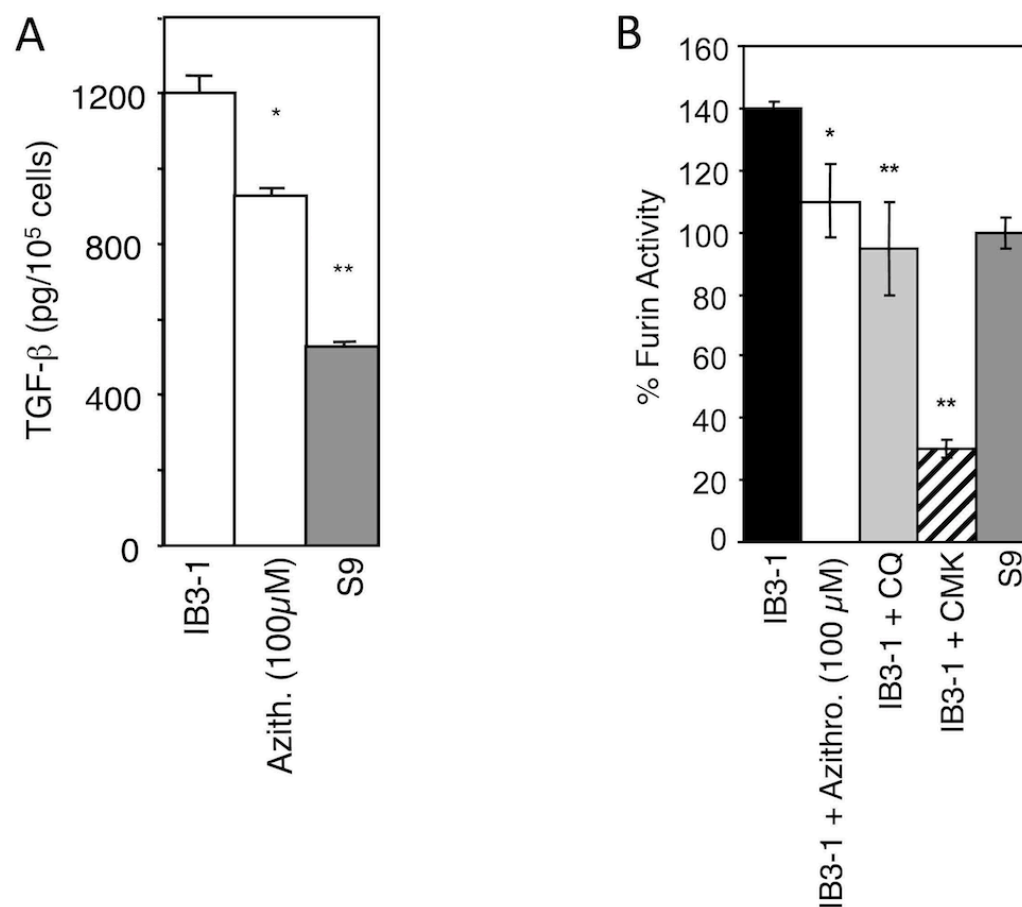 A
TGF-β (pg/10⁵ cells)
1200
800
400
0
*
**
IB3-1
Azith. (100µM)
S9
B
% Furin Activity
160
140
120
100
80
60
40
20
0
*
**
**
IB3-1
IB3-1 + Azithro. (100 µM)
IB3-1 + CQ
IB3-1 + CMK
S9